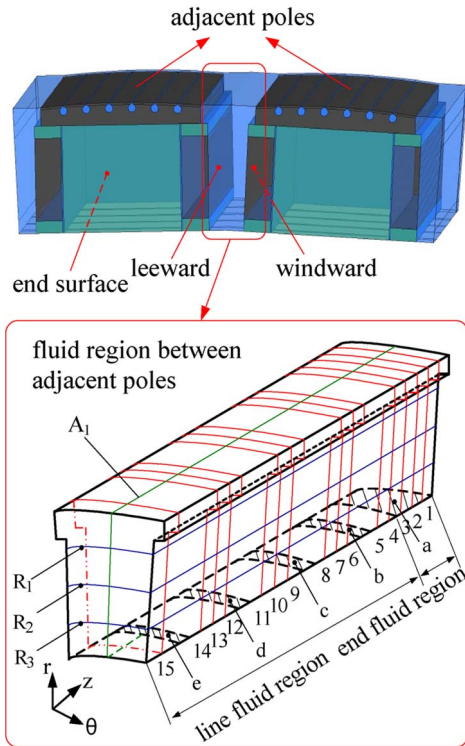 adjacent poles
leeward
windward
end surface
fluid region between
adjacent poles
A1
R1
R2
R3
r
z
θ
15 14 13 12 11 10 9 8 7 6 5 4 3 2 1
e
d
c
b
a
line fluid region
end fluid region